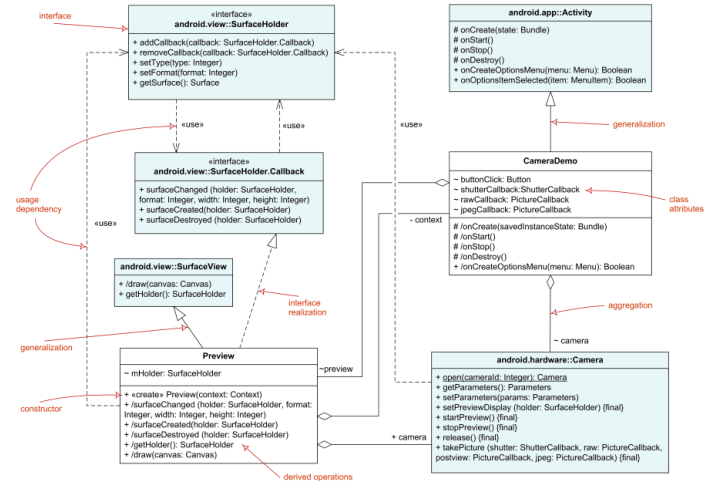 «interface»
android.view::SurfaceHolder
+ addCallback(callback: SurfaceHolder.Callback)
+ removeCallback(callback: SurfaceHolder.Callback)
+ setType(type: Integer)
+ setFormat(format: Integer)
+ getSurface(): Surface
interface
android.app::Activity
# onCreate(state: Bundle)
# onStart()
# onStop()
# onDestroy()
+ onCreateOptionsMenu(menu: Menu): Boolean
+ onOptionsItemSelected(item: MenuItem): Boolean
«use»
«use»
«use»
generalization
«interface»
android.view::SurfaceHolder.Callback
+ surfaceChanged (holder: SurfaceHolder,
format: Integer, width: Integer, height: Integer)
+ surfaceCreated(holder: SurfaceHolder)
+ surfaceDestroyed (holder: SurfaceHolder)
CameraDemo
~ buttonClick: Button
~ shutterCallback:ShutterCallback
~ rawCallback: PictureCallback
~ jpegCallback: PictureCallback
# /onCreate(savedInstanceState: Bundle)
# /onStart()
# /onStop()
# /onDestroy()
+ /onCreateOptionsMenu(menu: Menu): Boolean
class
attributes
usage
dependency
«use»
- context
android.view::SurfaceView
+ /draw(canvas: Canvas)
+ getHolder(): SurfaceHolder
interface
realization
aggregation
generalization
~ camera
Preview
~ mHolder: SurfaceHolder
+ «create» Preview(context: Context)
+ /surfaceChanged (holder: SurfaceHolder, format:
Integer, width: Integer, height: Integer)
+ /surfaceCreated(holder: SurfaceHolder)
+ /surfaceDestroyed (holder: SurfaceHolder)
+ /getHolder(): SurfaceHolder
+ /draw(canvas: Canvas)
~preview
constructor
+ camera
android.hardware::Camera
+ open(cameraId: Integer): Camera
+ getParameters(): Parameters
+ setParameters(params: Parameters)
+ setPreviewDisplay (holder: SurfaceHolder) {final}
+ startPreview() {final}
+ stopPreview() {final}
+ release() {final}
+ takePicture (shutter: ShutterCallback, raw: PictureCallback,
postview: PictureCallback, jpeg: PictureCallback) {final}
derived operations